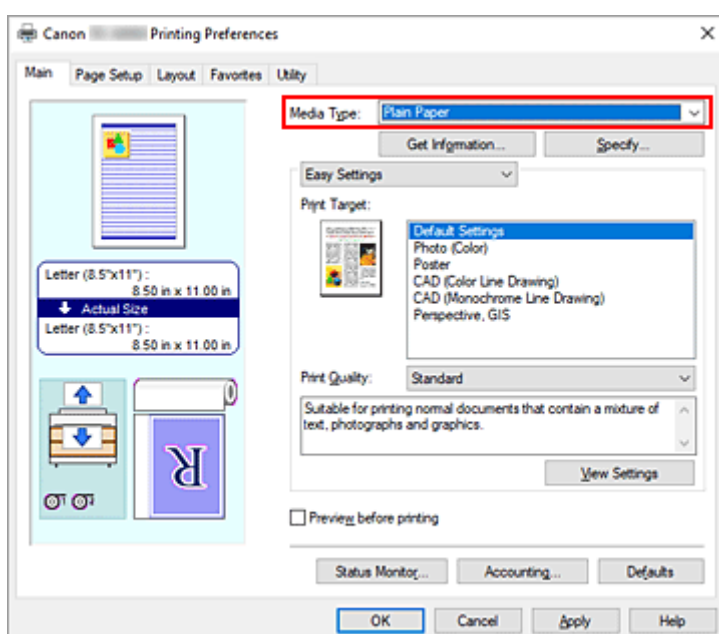 Canon Printing Preferences
Main Page Setup Layout Favorites Utility
Media Type: Plain Paper
Get Information... Specify...
Easy Settings
Print Target:
Default Settings
Photo (Color)
Poster
CAD (Color Line Drawing)
CAD (Monochrome Line Drawing)
Perspective, GIS
Letter (8.5"x11") :
8.50 in x 11.00 in
Actual Size
Letter (8.5"x11") :
8.50 in x 11.00 in
Print Quality: Standard
Suitable for printing normal documents that contain a mixture of
text, photographs and graphics.
View Settings
R
Preview before printing
Status Monitor... Accounting... Defaults
OK Cancel Apply Help